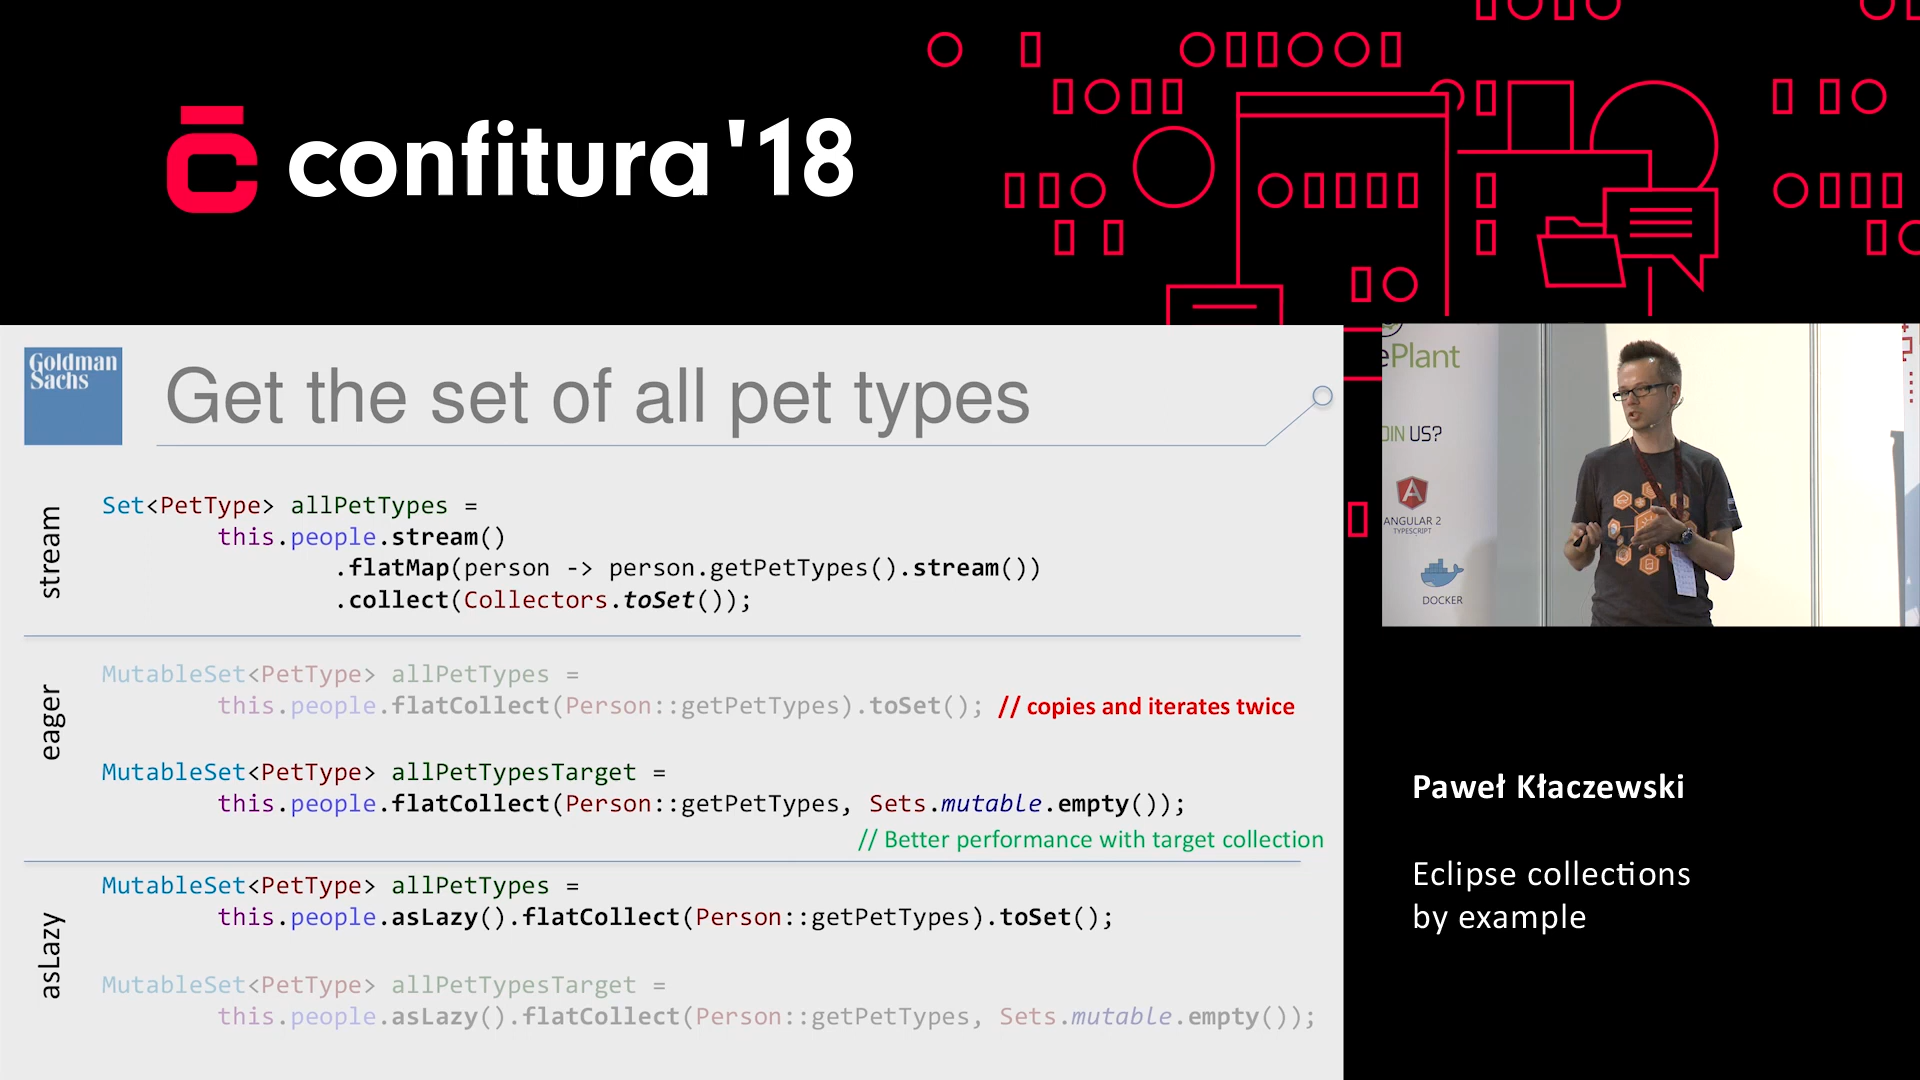 c confitura '18
Goldman
Sachs
Get the set of all pet types
stream
Set<PetType> allPetTypes =
this.people.stream()
.flatMap(person -> person.getPetTypes().stream())
.collect(Collectors.toSet());
eager
MutableSet<PetType> allPetTypes =
this.people.flatCollect(Person::getPetTypes).toSet(); // copies and iterates twice
MutableSet<PetType> allPetTypesTarget =
this.people.flatCollect(Person::getPetTypes, Sets.mutable.empty());
// Better performance with target collection
asLazy
MutableSet<PetType> allPetTypes =
this.people.asLazy().flatCollect(Person::getPetTypes).toSet();
MutableSet<PetType> allPetTypesTarget =
this.people.asLazy().flatCollect(Person::getPetTypes, Sets.mutable.empty());
ePlant
OIN US?
A
ANGULAR 2
TYPESCRIPT
DOCKER
Paweł Kłaczewski
Eclipse collections
by example